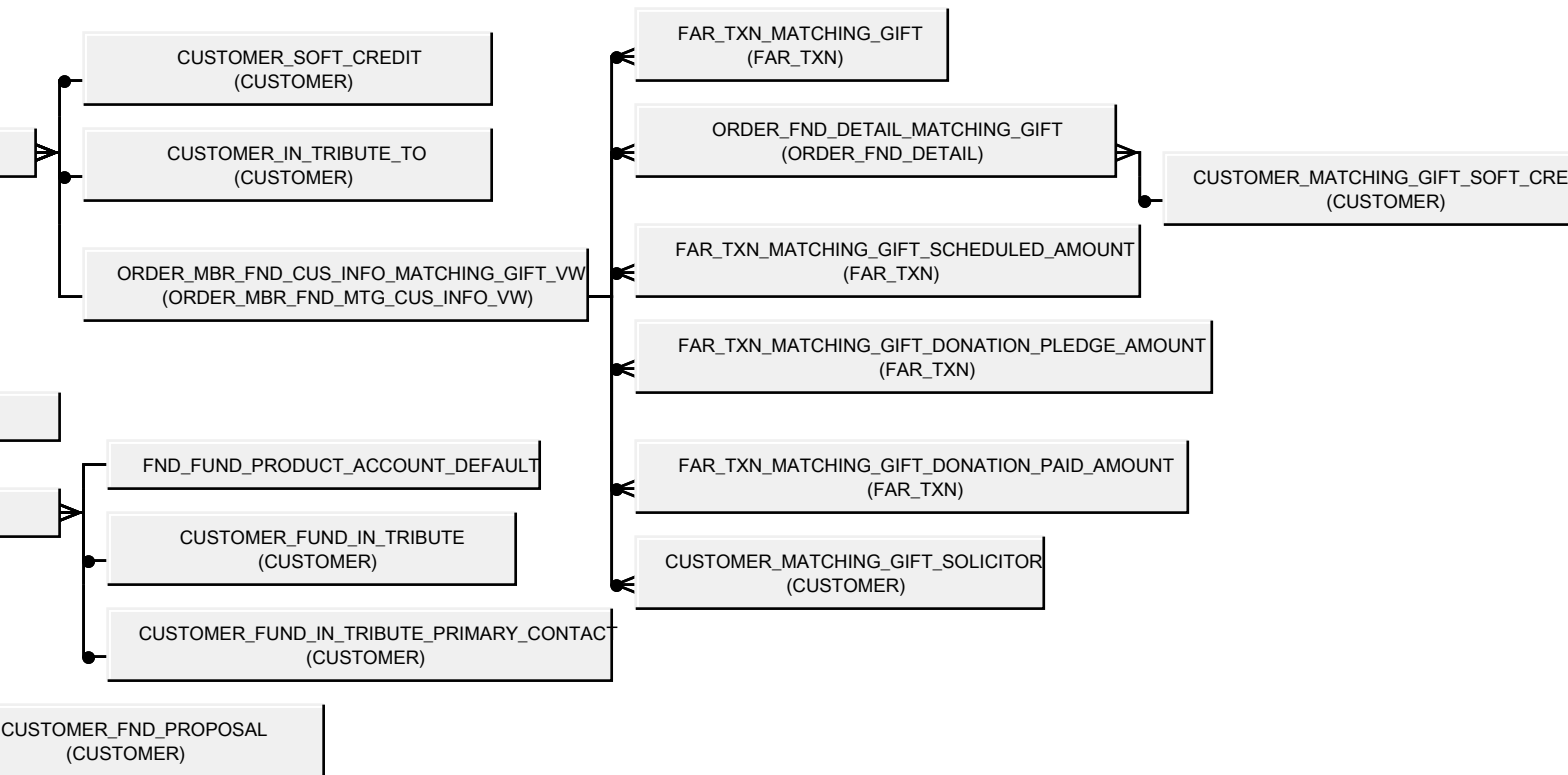 CUSTOMER_SOFT_CREDIT
(CUSTOMER)
CUSTOMER_IN_TRIBUTE_TO
(CUSTOMER)
ORDER_MBR_FND_CUS_INFO_MATCHING_GIFT_VW
(ORDER_MBR_FND_MTG_CUS_INFO_VW)
FND_FUND_PRODUCT_ACCOUNT_DEFAULT
CUSTOMER_FUND_IN_TRIBUTE
(CUSTOMER)
CUSTOMER_FUND_IN_TRIBUTE_PRIMARY_CONTACT
(CUSTOMER)
CUSTOMER_FND_PROPOSAL
(CUSTOMER)
FAR_TXN_MATCHING_GIFT
(FAR_TXN)
ORDER_FND_DETAIL_MATCHING_GIFT
(ORDER_FND_DETAIL)
FAR_TXN_MATCHING_GIFT_SCHEDULED_AMOUNT
(FAR_TXN)
FAR_TXN_MATCHING_GIFT_DONATION_PLEDGE_AMOUNT
(FAR_TXN)
FAR_TXN_MATCHING_GIFT_DONATION_PAID_AMOUNT
(FAR_TXN)
CUSTOMER_MATCHING_GIFT_SOLICITOR
(CUSTOMER)
CUSTOMER_MATCHING_GIFT_SOFT_CRE
(CUSTOMER)